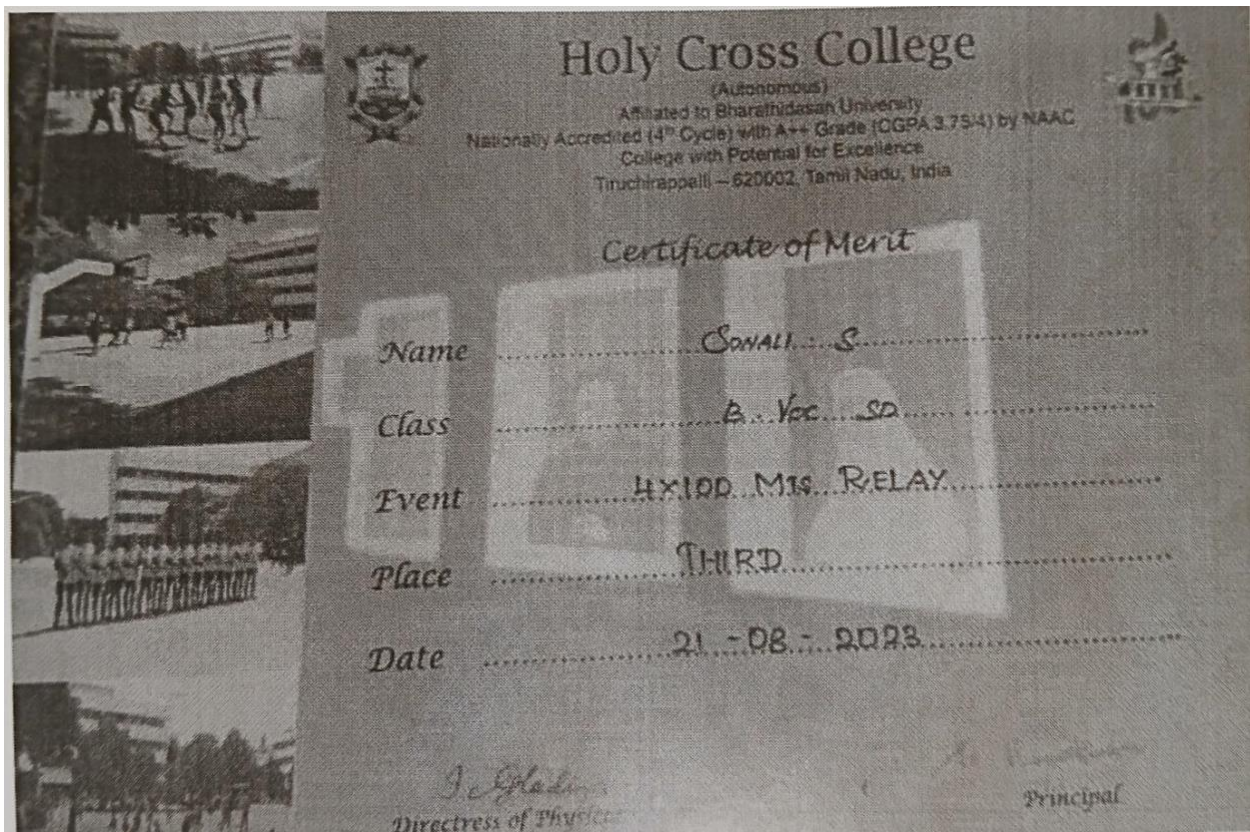 Holy Cross College
(Autonomous)
Affiliated to Bharathidasan University
Nationally Accredited (4th Cycle) with A++ Grade (CGPA 3.75/4) by NAAC
College with Potential for Excellence
Tiruchirappalli – 620002, Tamil Nadu, India
Certificate of Merit
Name SONALI. S
Class B. Voc SD
Event 4X100 Mts RELAY
Place THIRD
Date 21 - 08 - 2023
Directress of
Principal